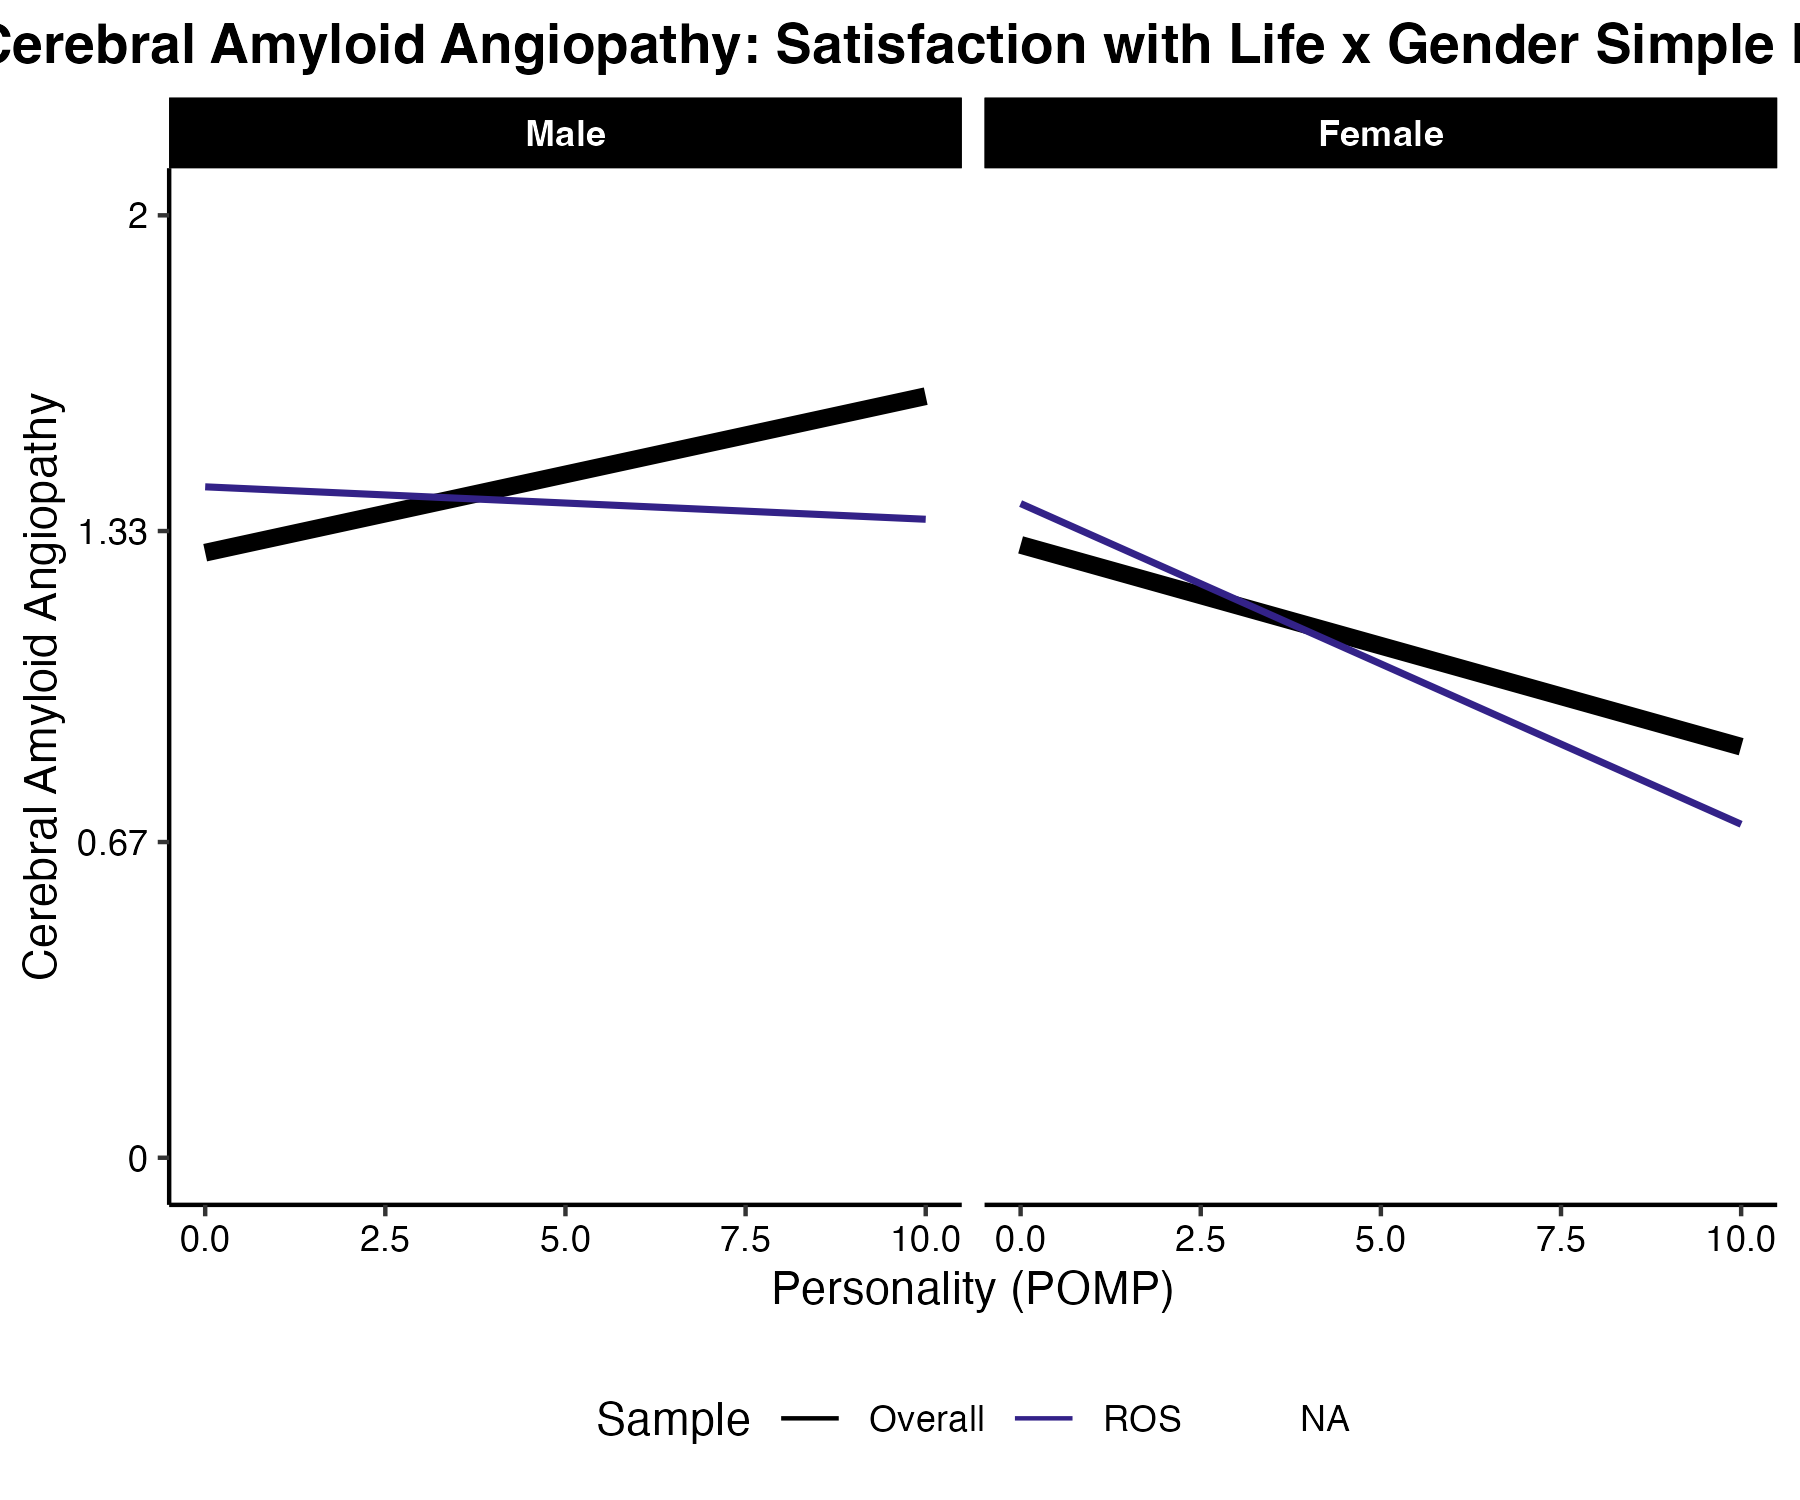 Cerebral Amyloid Angiopathy: Satisfaction with Life x Gender Simple
Male Female
Cerebral Amyloid Angiopathy
2
1.33
0.67
0
0.0 2.5 5.0 7.5 10.0 0.0 2.5 5.0 7.5 10.0
Personality (POMP)
Sample Overall ROS NA